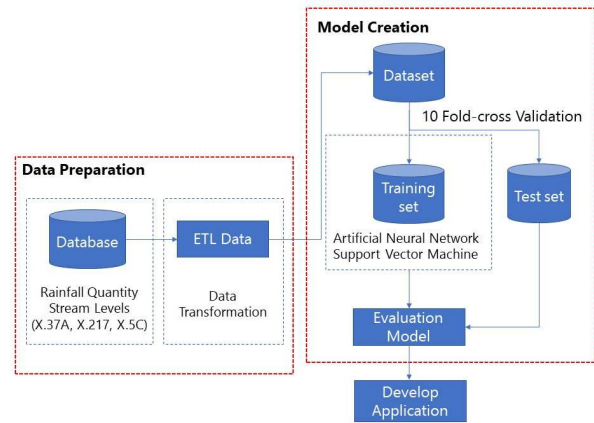 Model Creation
Dataset
10 Fold-cross Validation
Data Preparation
Training
set
Test set
Database
ETL Data
Artificial Neural Network
Support Vector Machine
Rainfall Quantity
Stream Levels
(X.37A, X.217, X.5C)
Data
Transformation
Evaluation
Model
Develop
Application